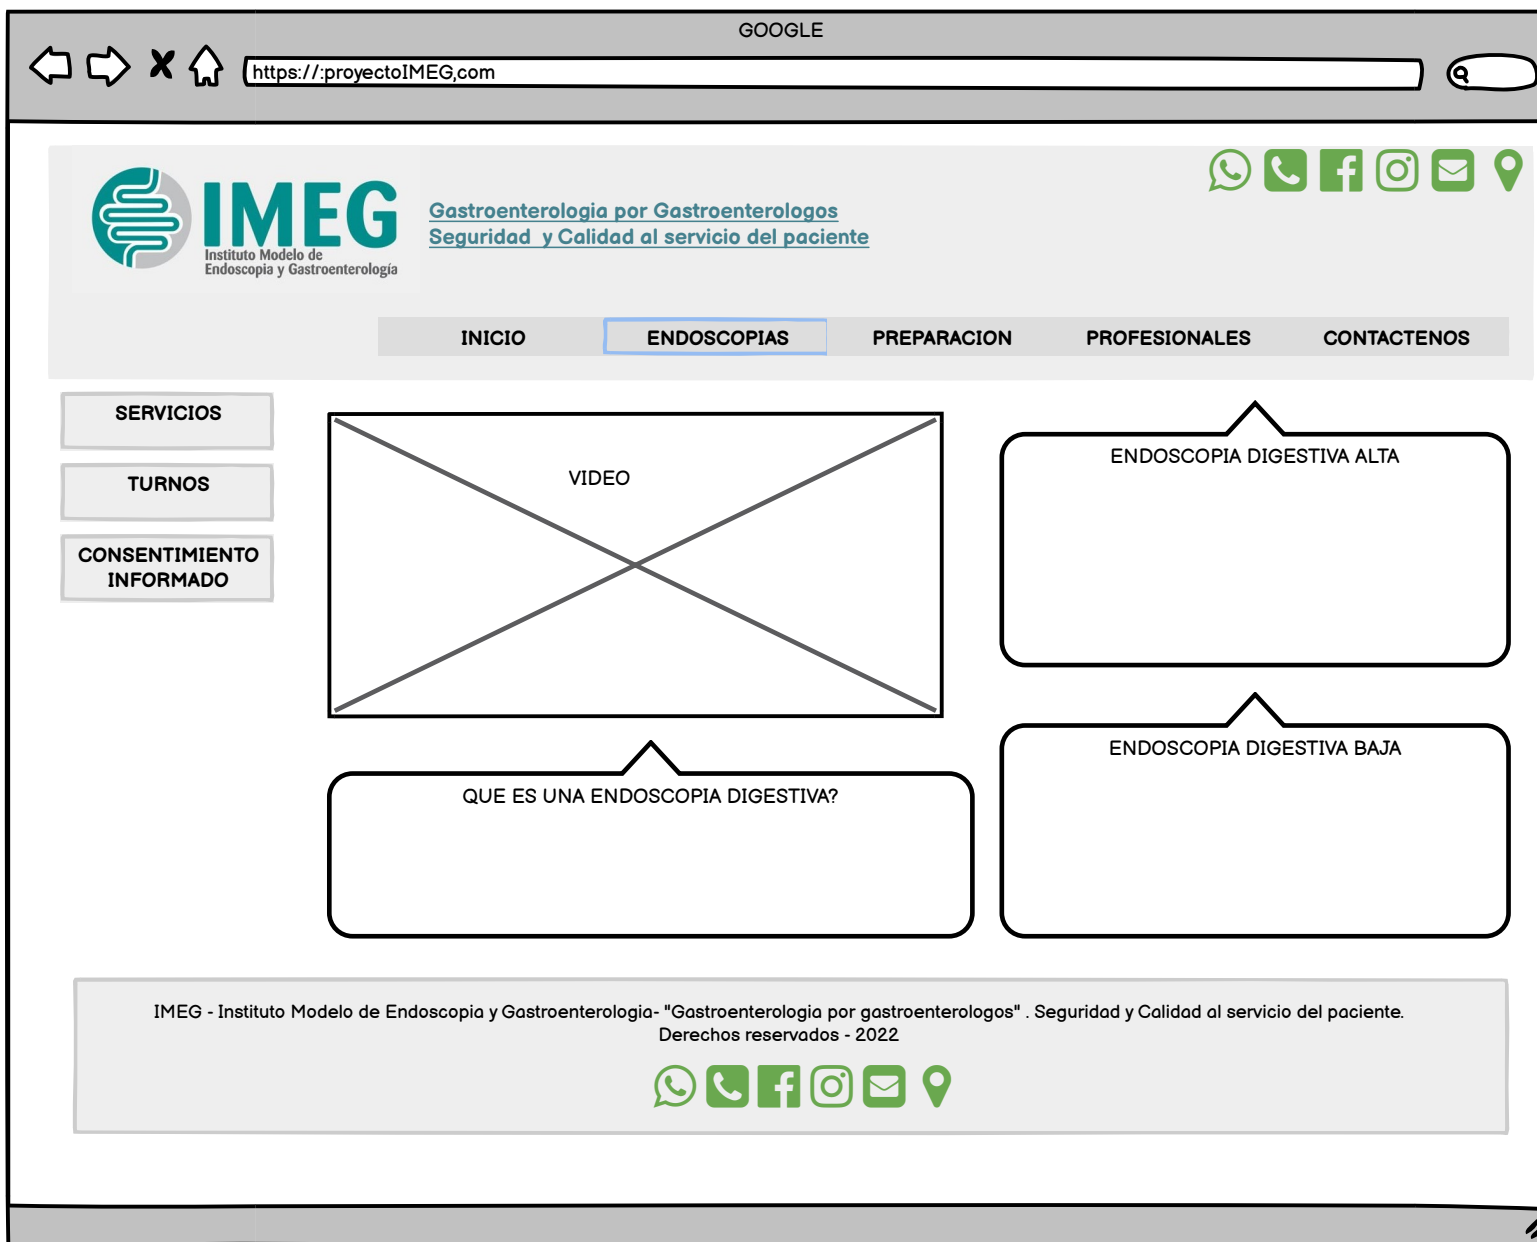 GOOGLE
https://:proyectoIMEG,com
IMEG
Instituto Modelo de
Endoscopia y Gastroenterología
Gastroenterologia por Gastroenterologos
Seguridad y Calidad al servicio del paciente
INICIO ENDOSCOPIAS PREPARACION PROFESIONALES CONTACTENOS
SERVICIOS
TURNOS
CONSENTIMIENTO
INFORMADO
VIDEO
QUE ES UNA ENDOSCOPIA DIGESTIVA?
ENDOSCOPIA DIGESTIVA ALTA
ENDOSCOPIA DIGESTIVA BAJA
IMEG - Instituto Modelo de Endoscopia y Gastroenterologia- "Gastroenterologia por gastroenterologos" . Seguridad y Calidad al servicio del paciente.
Derechos reservados - 2022